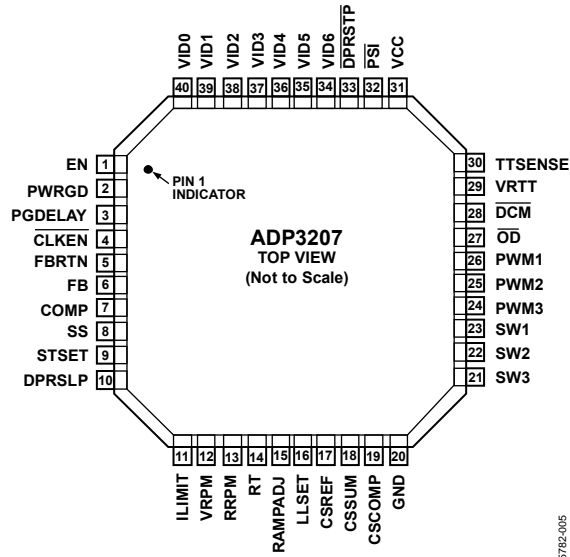 VID0
VID1
VID2
VID3
VID4
VID5
VID6
DPRSTP
PSI
VCC
40
39
38
37
36
35
34
33
32
31
EN 1
PWRGD 2
PGDELAY 3
CLKEN 4
FBRTN 5
FB 6
COMP 7
SS 8
STSET 9
DPRSLP 10
PIN 1
INDICATOR
ADP3207
TOP VIEW
(Not to Scale)
30 TTSENSE
29 VRTT
28 DCM
27 OD
26 PWM1
25 PWM2
24 PWM3
23 SW1
22 SW2
21 SW3
11
12
13
14
15
16
17
18
19
20
ILIMIT
VRPM
RRPM
RT
RAMPADJ
LLSET
CSREF
CSSUM
CSCOMP
GND